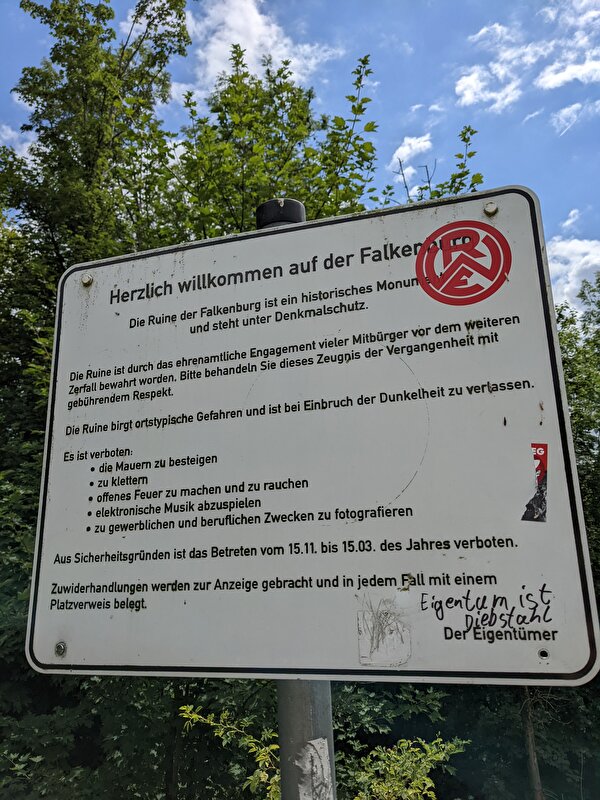 Herzlich willkommen auf der Falkenburg
RWE
Die Ruine der Falkenburg ist ein historisches
und steht unter Denkmalschutz.
Die Ruine ist durch das ehrenamtliche Engagement vieler Mitbürger vor dem weiteren
Zerfall bewahrt worden. Bitte behandeln Sie dieses Zeugnis der Vergangenheit mit
gebührendem Respekt.
Die Ruine birgt ortstypische Gefahren und ist bei Einbruch der Dunkelheit zu verlassen.
Es ist verboten:
• die Mauern zu besteigen
• zu klettern
• offenes Feuer zu machen und zu rauchen
• elektronische Musik abzuspielen
• zu gewerblichen und beruflichen Zwecken zu fotografieren
Aus Sicherheitsgründen ist das Betreten vom 15.11. bis 15.03. des Jahres verboten.
Zuwiderhandlungen werden zur Anzeige gebracht und in jedem Fall mit einem
Platzverweis belegt.
Eigentum ist
Diebstahl
Der Eigentümer